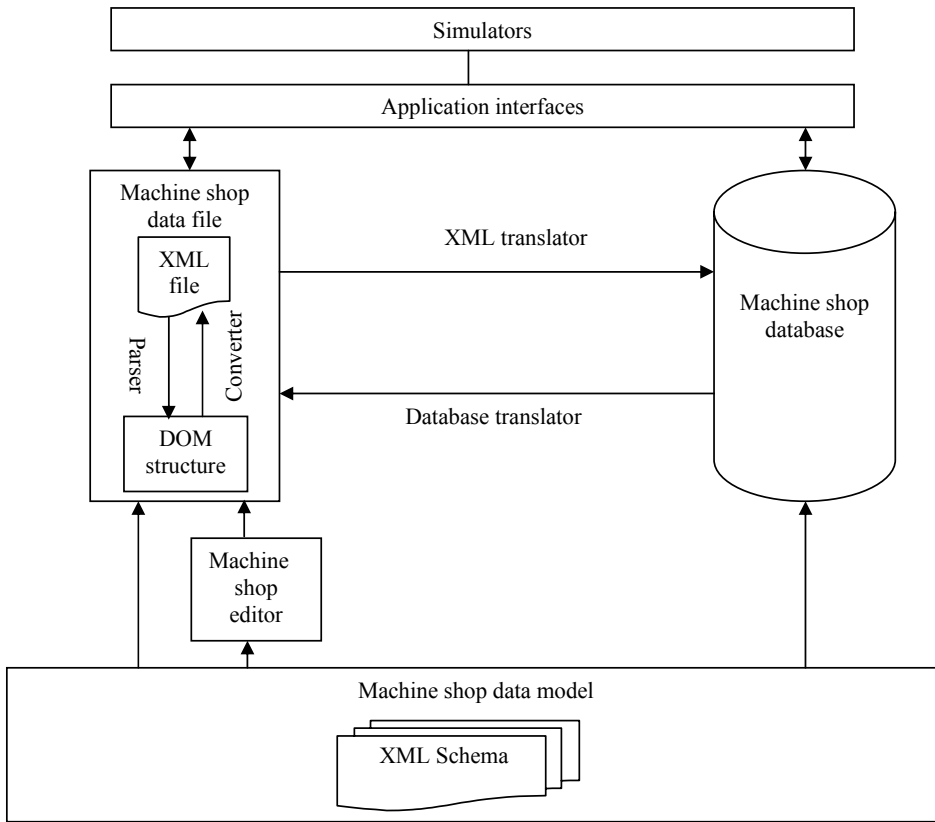 Simulators
Application interfaces
Machine shop
data file
XML
file
Parser
Converter
DOM
structure
XML translator
Database translator
Machine shop
database
Machine
shop
editor
Machine shop data model
XML Schema